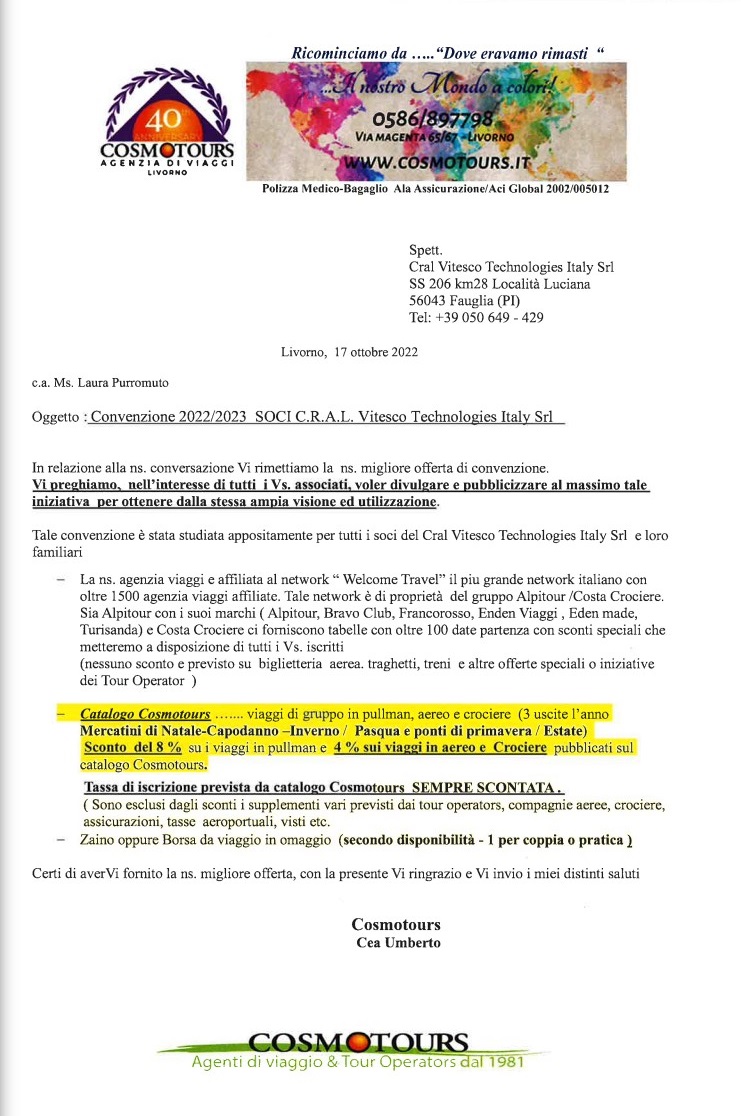 Ricominciamo da …..“Dove eravamo rimasti “
...Il nostro Mondo a colori!
0586/897798
VIA MAGENTA 65/67 - LIVORNO
WWW.COSMOTOURS.IT
40
ANNIVERSARY
COSMOTOURS
AGENZIA DI VIAGGI
LIVORNO
Polizza Medico-Bagaglio Ala Assicurazione/Aci Global 2002/005012
Spett.
Cral Vitesco Technologies Italy Srl
SS 206 km28 Località Luciana
56043 Fauglia (PI)
Tel: +39 050 649 - 429
Livorno, 17 ottobre 2022
c.a. Ms. Laura Purromuto
Oggetto : Convenzione 2022/2023 SOCI C.R.A.L. Vitesco Technologies Italy Srl
In relazione alla ns. conversazione Vi rimettiamo la ns. migliore offerta di convenzione.
Vi preghiamo, nell’interesse di tutti i Vs. associati, voler divulgare e pubblicizzare al massimo tale
iniziativa per ottenere dalla stessa ampia visione ed utilizzazione.
Tale convenzione è stata studiata appositamente per tutti i soci del Cral Vitesco Technologies Italy Srl e loro
familiari
– La ns. agenzia viaggi e affiliata al network “ Welcome Travel” il piu grande network italiano con
oltre 1500 agenzia viaggi affiliate. Tale network è di proprietà del gruppo Alpitour /Costa Crociere.
Sia Alpitour con i suoi marchi ( Alpitour, Bravo Club, Francorosso, Enden Viaggi , Eden made,
Turisanda) e Costa Crociere ci forniscono tabelle con oltre 100 date partenza con sconti speciali che
metteremo a disposizione di tutti i Vs. iscritti
(nessuno sconto e previsto su biglietteria aerea. traghetti, treni e altre offerte speciali o iniziative
dei Tour Operator )
– Catalogo Cosmotours ….... viaggi di gruppo in pullman, aereo e crociere (3 uscite l’anno
Mercatini di Natale-Capodanno –Inverno / Pasqua e ponti di primavera / Estate)
Sconto del 8 % su i viaggi in pullman e 4 % sui viaggi in aereo e Crociere pubblicati sul
catalogo Cosmotours.
Tassa di iscrizione prevista da catalogo Cosmotours SEMPRE SCONTATA .
( Sono esclusi dagli sconti i supplementi vari previsti dai tour operators, compagnie aeree, crociere,
assicurazioni, tasse aeroportuali, visti etc.
– Zaino oppure Borsa da viaggio in omaggio (secondo disponibilità - 1 per coppia o pratica )
Certi di averVi fornito la ns. migliore offerta, con la presente Vi ringrazio e Vi invio i miei distinti saluti
Cosmotours
Cea Umberto
COSMOTOURS
Agenti di viaggio & Tour Operators dal 1981